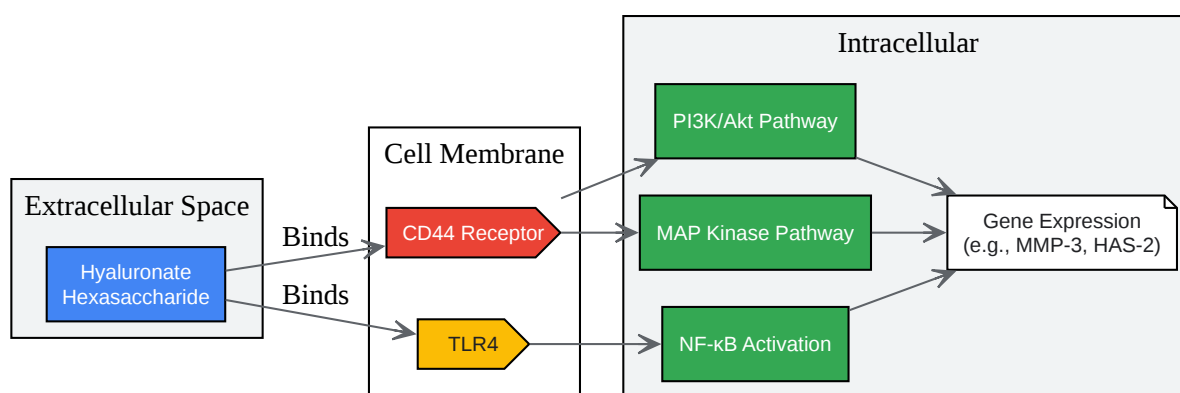 Extracellular Space
Hyaluronate
Hexasaccharide
Binds
Binds
Cell Membrane
CD44 Receptor
TLR4
Intracellular
PI3K/Akt Pathway
MAP Kinase Pathway
NF-κB Activation
Gene Expression
(e.g., MMP-3, HAS-2)